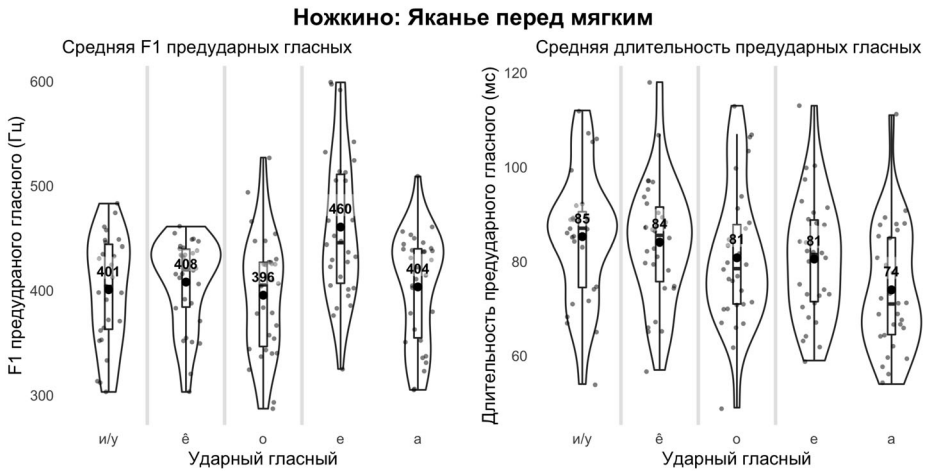 Ножкино: Яканье перед мягким
Средняя F1 предударных гласных
F1 предударного гласного (Гц)
600
500
400
300
401
408
396
460
404
и/у
ê
о
е
а
Ударный гласный
Средняя длительность предударных гласных
Длительность предударного гласного (мс)
120
100
80
60
85
84
81
81
74
и/у
ê
о
е
а
Ударный гласный